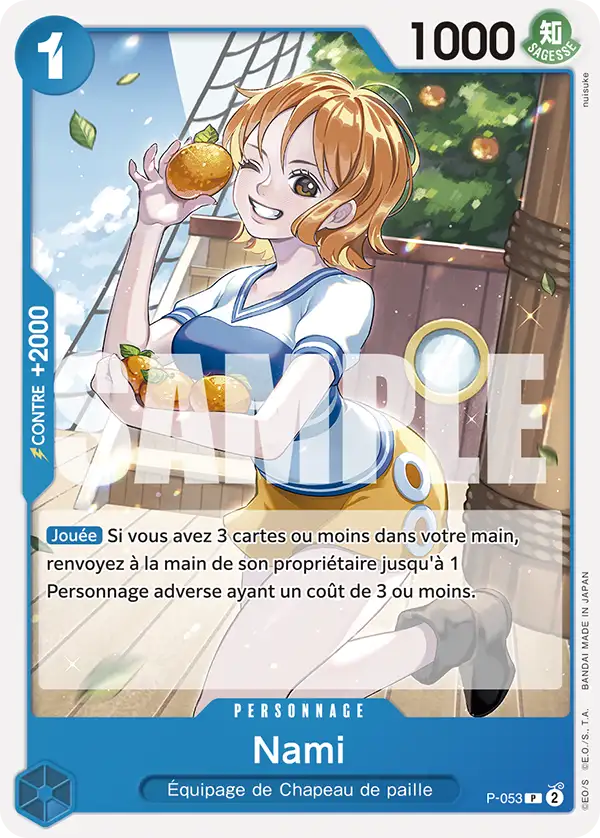 1
1000
知
SAGESSE
nuisuke
CONTRE +2000
SAMPLE
Jouée Si vous avez 3 cartes ou moins dans votre main,
renvoyez à la main de son propriétaire jusqu'à 1
Personnage adverse ayant un coût de 3 ou moins.
PERSONNAGE
Nami
Équipage de Chapeau de paille
P-053 P 2
©E.O/S ©E.O./S., T.A. BANDAI MADE IN JAPAN